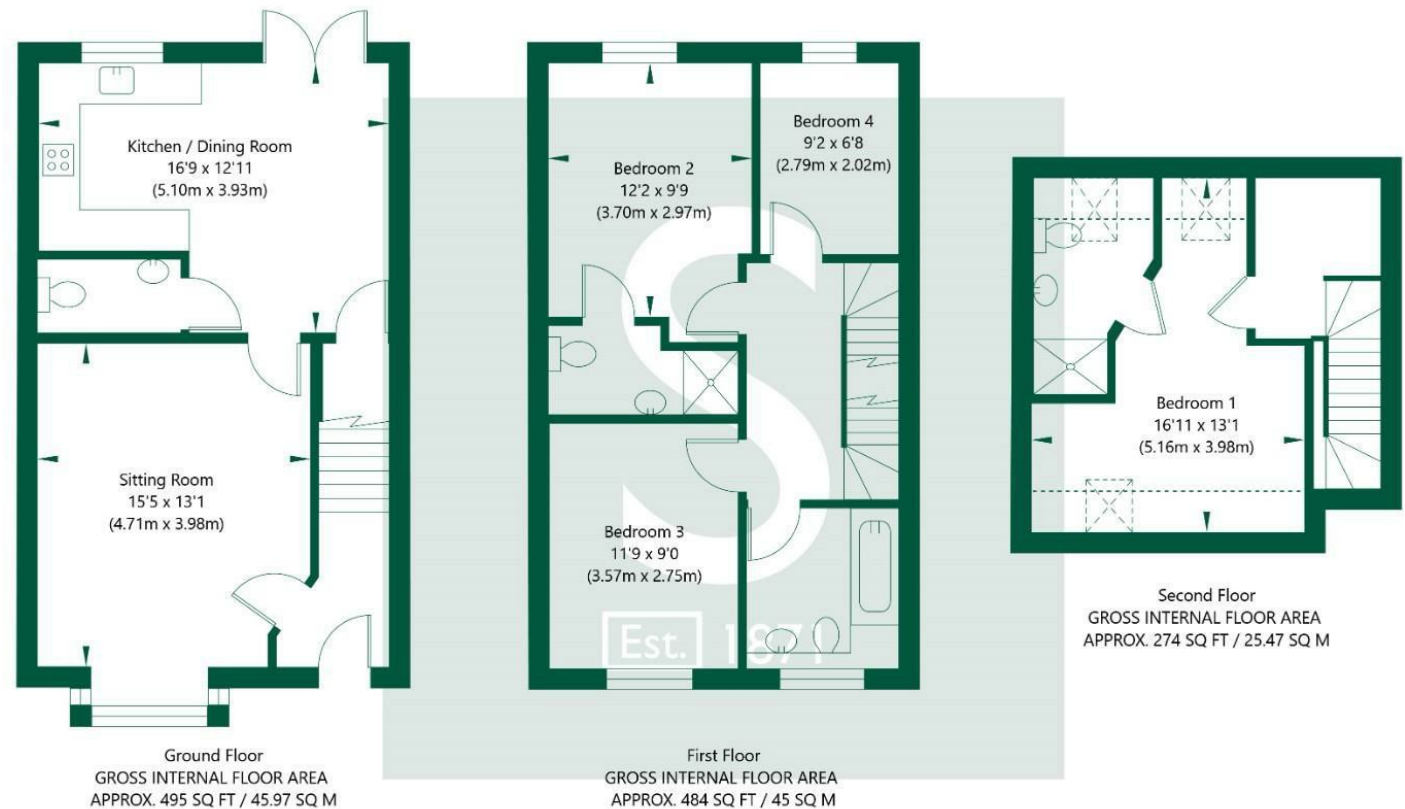 Kitchen / Dining Room
16'9 x 12'11
(5.10m x 3.93m)
Sitting Room
15'5 x 13'1
(4.71m x 3.98m)
Ground Floor
GROSS INTERNAL FLOOR AREA
APPROX. 495 SQ FT / 45.97 SQ M
Bedroom 2
12'2 x 9'9
(3.70m x 2.97m)
Bedroom 4
9'2 x 6'8
(2.79m x 2.02m)
Bedroom 3
11'9 x 9'0
(3.57m x 2.75m)
S
Est. 1871
First Floor
GROSS INTERNAL FLOOR AREA
APPROX. 484 SQ FT / 45 SQ M
Bedroom 1
16'11 x 13'1
(5.16m x 3.98m)
Second Floor
GROSS INTERNAL FLOOR AREA
APPROX. 274 SQ FT / 25.47 SQ M